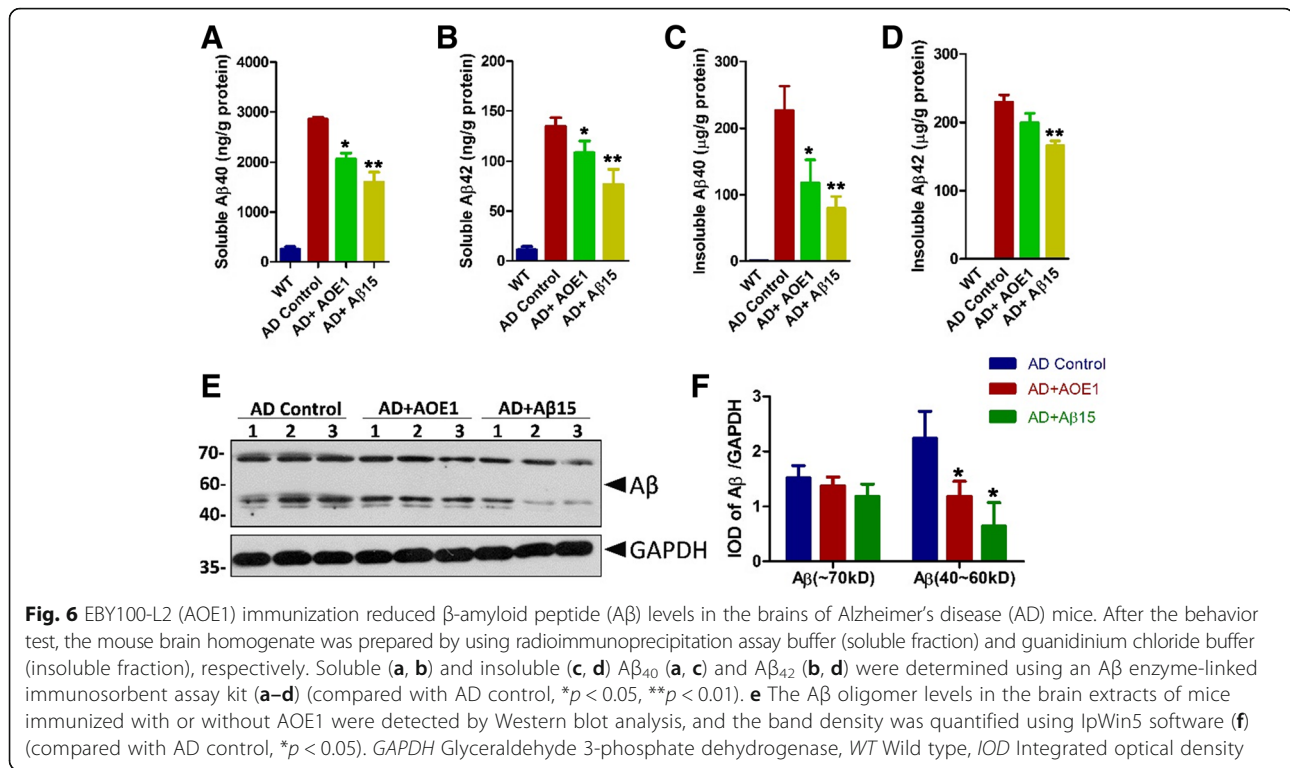 A
Soluble Aβ40 (ng/g protein)
4000
3000
2000
1000
0
*
**
WT
AD Control
AD+ AOE1
AD+ Aβ15
B
Soluble Aβ42 (ng/g protein)
200
150
100
50
0
*
**
WT
AD Control
AD+ AOE1
AD+ Aβ15
C
Insoluble Aβ40 (μg/g protein)
300
200
100
0
*
**
WT
AD Control
AD+ AOE1
AD+ Aβ15
D
Insoluble Aβ42 (μg/g protein)
300
200
100
0
**
WT
AD Control
AD+ AOE1
AD+ Aβ15
E
AD Control AD+AOE1 AD+Aβ15
1 2 3 1 2 3 1 2 3
70-
60-
40-
35-
Aβ
GAPDH
F
AD Control
AD+AOE1
AD+Aβ15
IOD of Aβ /GAPDH
3
2
1
0
*
*
Aβ(~70kD) Aβ(40~60kD)
Fig. 6 EBY100-L2 (AOE1) immunization reduced β-amyloid peptide (Aβ) levels in the brains of Alzheimer's disease (AD) mice. After the behavior
test, the mouse brain homogenate was prepared by using radioimmunoprecipitation assay buffer (soluble fraction) and guanidinium chloride buffer
(insoluble fraction), respectively. Soluble (a, b) and insoluble (c, d) Aβ₄₀ (a, c) and Aβ₄₂ (b, d) were determined using an Aβ enzyme-linked
immunosorbent assay kit (a–d) (compared with AD control, *p < 0.05, **p < 0.01). e The Aβ oligomer levels in the brain extracts of mice
immunized with or without AOE1 were detected by Western blot analysis, and the band density was quantified using IpWin5 software (f)
(compared with AD control, *p < 0.05). GAPDH Glyceraldehyde 3-phosphate dehydrogenase, WT Wild type, IOD Integrated optical density